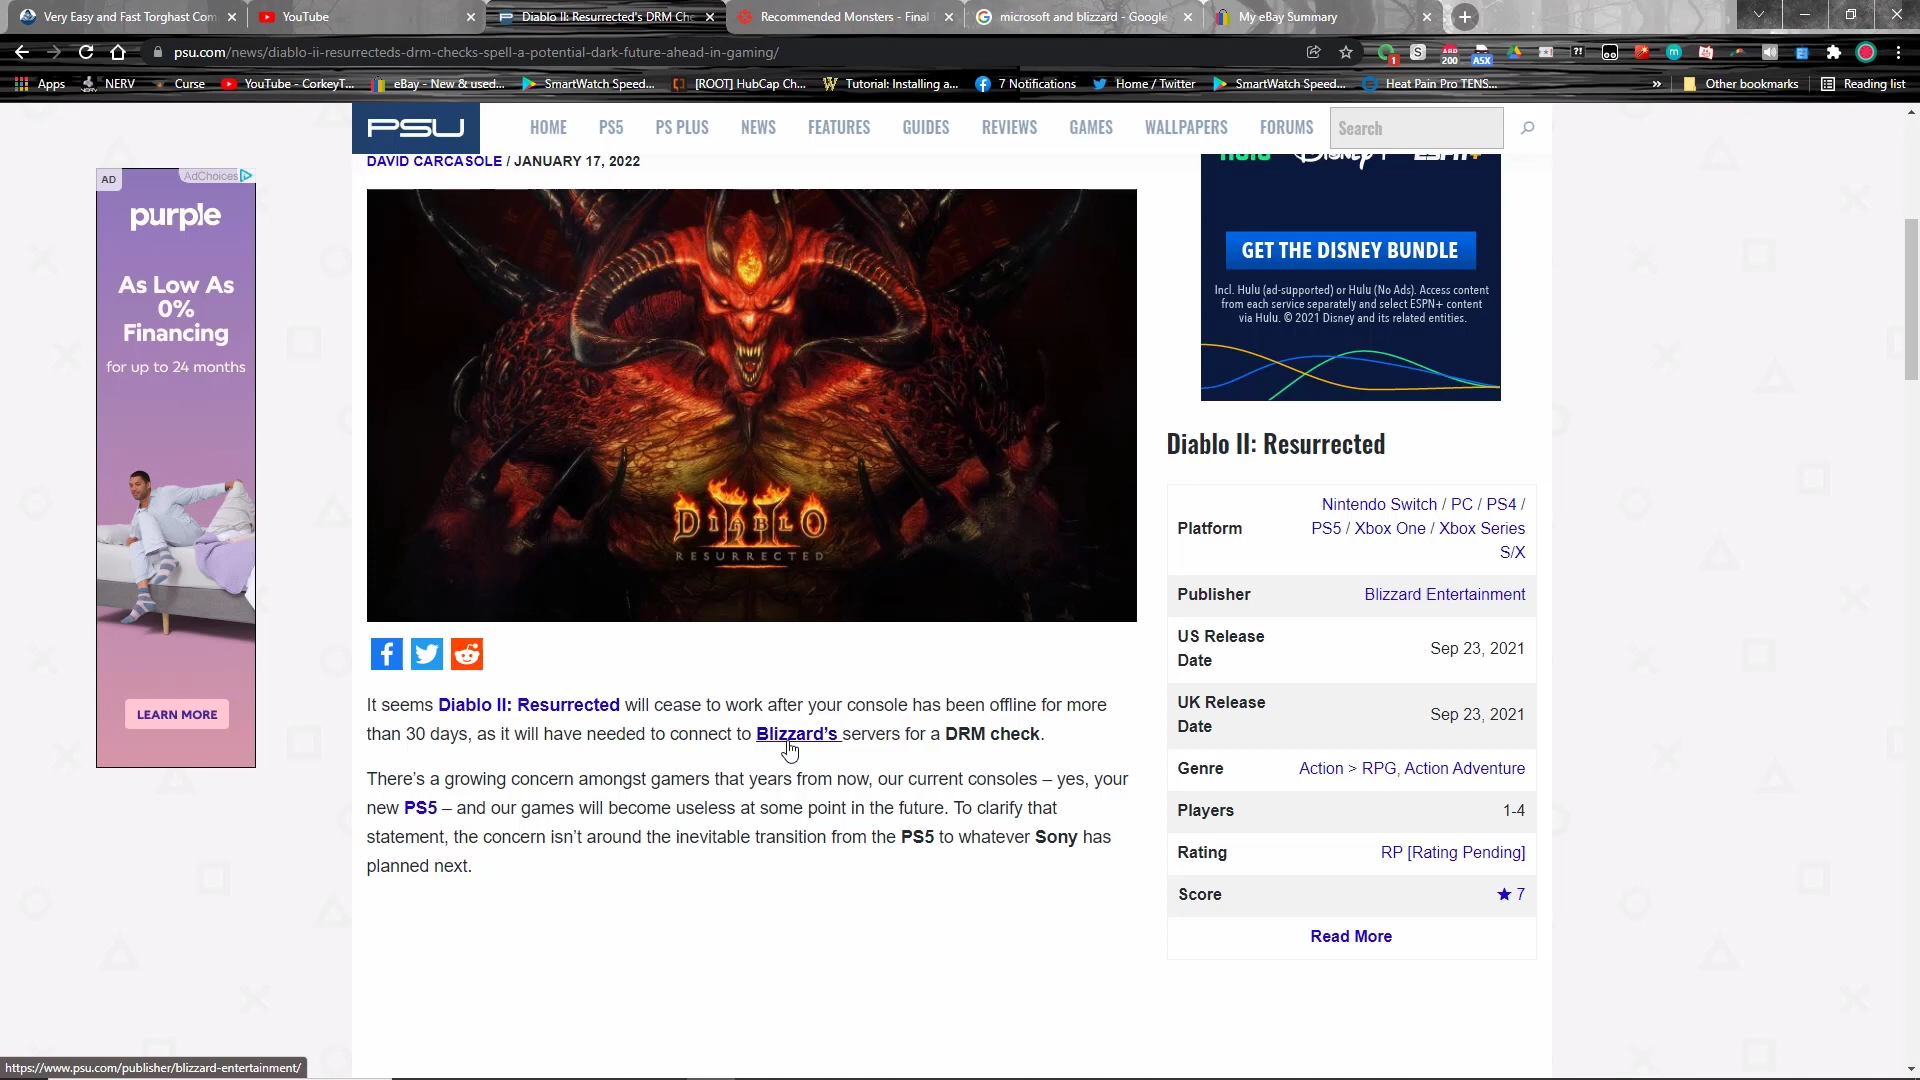 Very Easy and Fast Torghast Com
YouTube
Diablo II: Resurrected's DRM Che
Recommended Monsters - Final
microsoft and blizzard - Google
My eBay Summary
psu.com/news/diablo-ii-resurrecteds-drm-checks-spell-a-potential-dark-future-ahead-in-gaming/
Apps
NERV
Curse
YouTube - CorkeyT...
eBay - New & used...
SmartWatch Speed...
[ROOT] HubCap Ch...
Tutorial: Installing a...
7 Notifications
Home / Twitter
SmartWatch Speed...
Heat Pain Pro TENS...
»
Other bookmarks
Reading list
PSU
HOME
PS5
PS PLUS
NEWS
FEATURES
GUIDES
REVIEWS
GAMES
WALLPAPERS
FORUMS
Search
DAVID CARCASOLE / JANUARY 17, 2022
AD
AdChoices
purple
As Low As
0%
Financing
for up to 24 months
LEARN MORE
DIABLO
II
RESURRECTED
hulu Disney+ ESPN+
GET THE DISNEY BUNDLE
Incl. Hulu (ad-supported) or Hulu (No Ads). Access content
from each service separately and select ESPN+ content
via Hulu. © 2021 Disney and its related entities.
It seems Diablo II: Resurrected will cease to work after your console has been offline for more
than 30 days, as it will have needed to connect to Blizzard’s servers for a DRM check.
There’s a growing concern amongst gamers that years from now, our current consoles – yes, your
new PS5 – and our games will become useless at some point in the future. To clarify that
statement, the concern isn’t around the inevitable transition from the PS5 to whatever Sony has
planned next.
Diablo II: Resurrected
Platform
Nintendo Switch / PC / PS4 /
PS5 / Xbox One / Xbox Series
S/X
Publisher
Blizzard Entertainment
US Release
Date
Sep 23, 2021
UK Release
Date
Sep 23, 2021
Genre
Action > RPG, Action Adventure
Players
1-4
Rating
RP [Rating Pending]
Score
★ 7
Read More
https://www.psu.com/publisher/blizzard-entertainment/